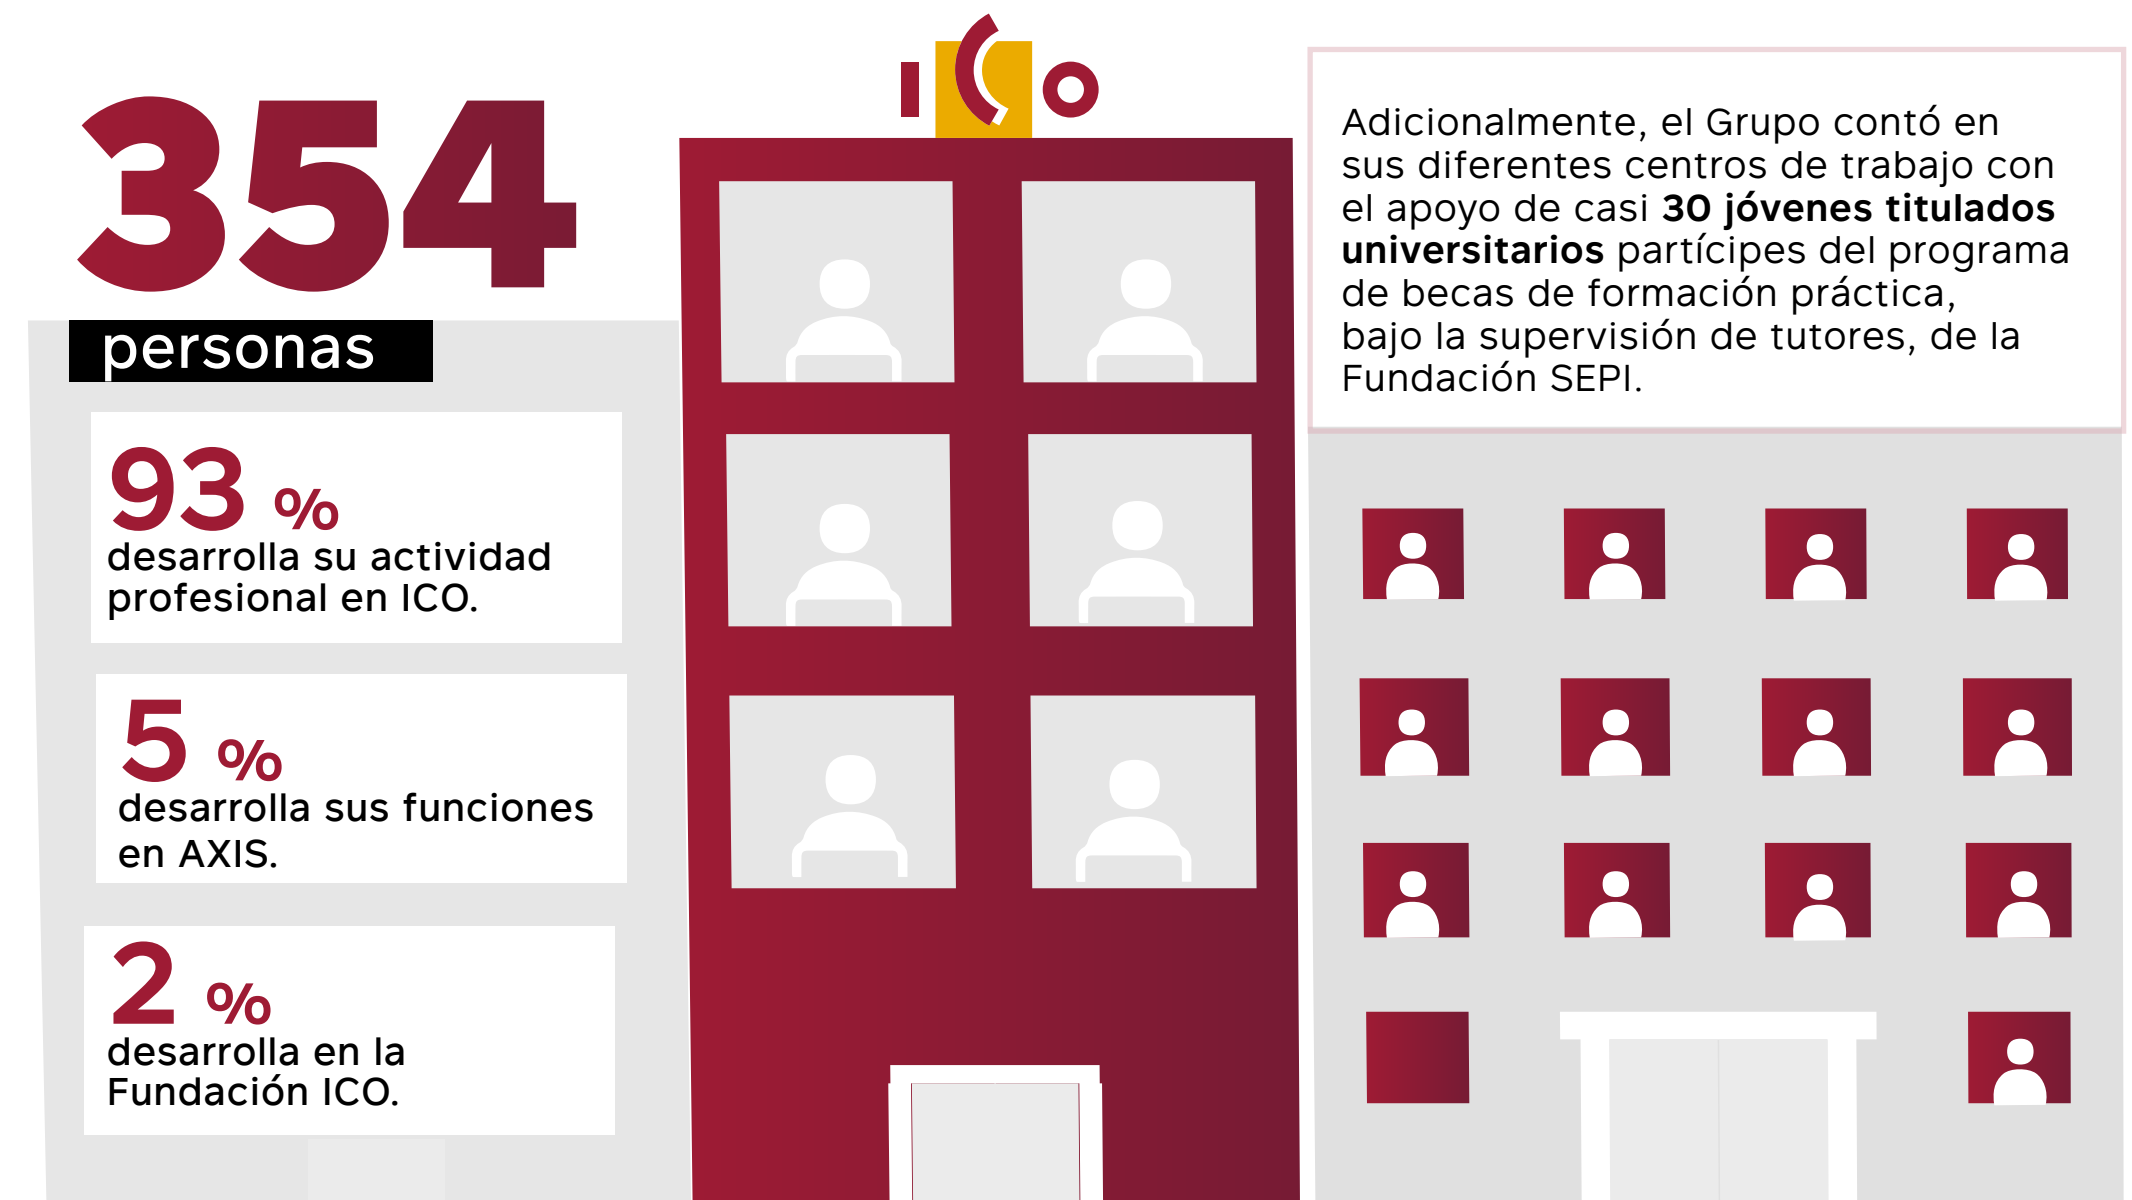 354
personas
93 %
desarrolla su actividad
profesional en ICO.
5 %
desarrolla sus funciones
en AXIS.
2 %
desarrolla en la
Fundación ICO.
ICO
Adicionalmente, el Grupo contó en
sus diferentes centros de trabajo con
el apoyo de casi 30 jóvenes titulados
universitarios partícipes del programa
de becas de formación práctica,
bajo la supervisión de tutores, de la
Fundación SEPI.